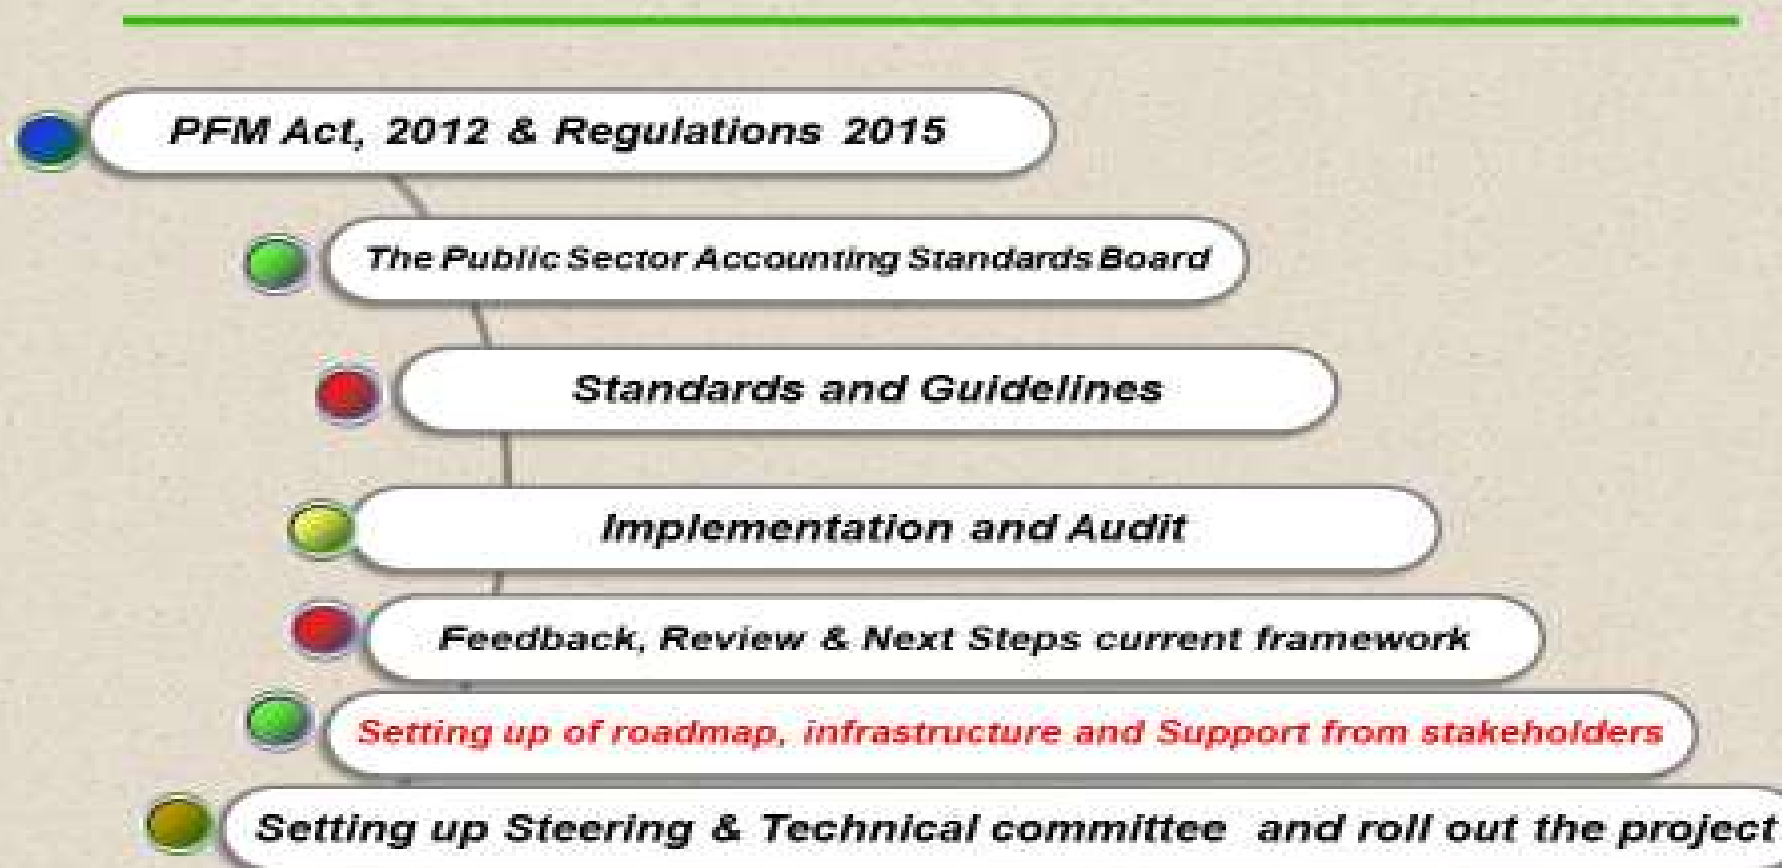 PFM Act, 2012 & Regulations 2015
The Public Sector Accounting Standards Board
Standards and Guidelines
Implementation and Audit
Feedback, Review & Next Steps current framework
Setting up of roadmap, infrastructure and Support from stakeholders
Setting up Steering & Technical committee and roll out the project